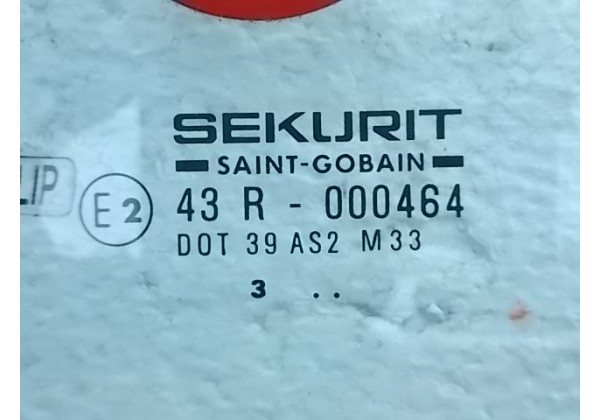 SEKURIT
SAINT-GOBAIN
E2 43 R - 000464
DOT 39 AS2 M33
3 . .